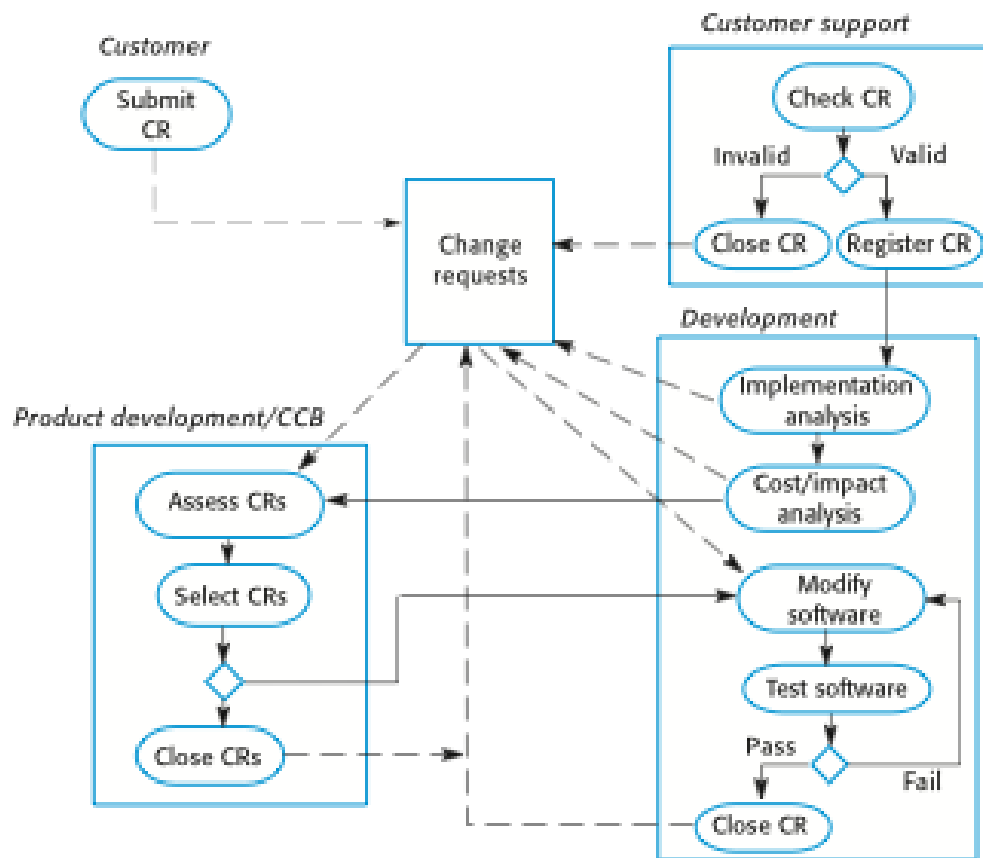 Customer
Submit
CR
Customer support
Check CR
Invalid
Valid
Close CR
Register CR
Change
requests
Development
Implementation
analysis
Cost/impact
analysis
Modify
software
Test software
Pass
Fail
Close CR
Product development/CCB
Assess CRs
Select CRs
Close CRs